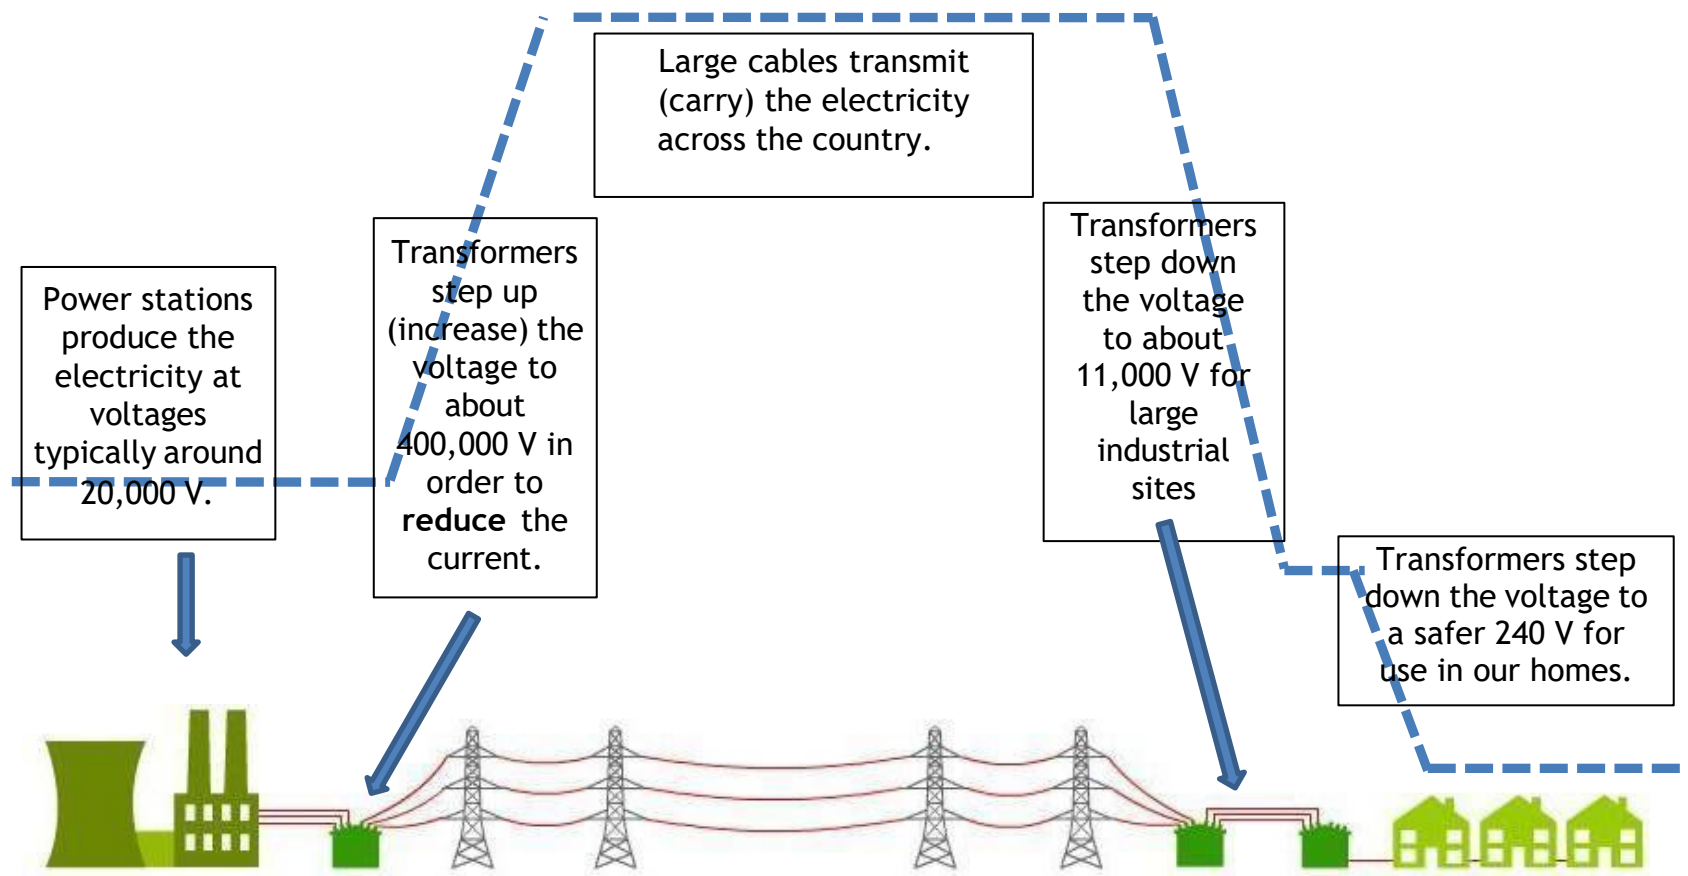 Large cables transmit
(carry) the electricity
across the country.
Power stations
produce the
electricity at
voltages
typically around
20,000 V.
Transformers
step up
(increase) the
voltage to
about
400,000 V in
order to
reduce the
current.
Transformers
step down
the voltage
to about
11,000 V for
large
industrial
sites
Transformers step
down the voltage to
a safer 240 V for
use in our homes.